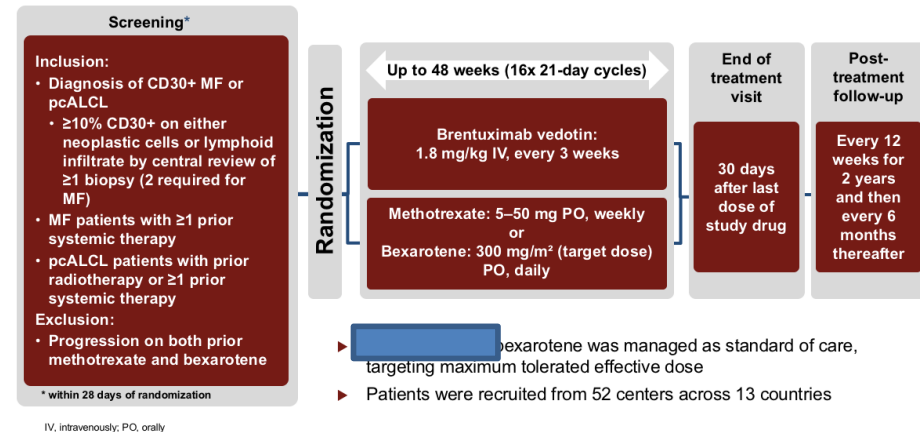 Screening*
Inclusion:
• Diagnosis of CD30+ MF or
pcALCL
• ≥10% CD30+ on either
neoplastic cells or lymphoid
infiltrate by central review of
≥1 biopsy (2 required for
MF)
• MF patients with ≥1 prior
systemic therapy
• pcALCL patients with prior
radiotherapy or ≥1 prior
systemic therapy
Exclusion:
• Progression on both prior
methotrexate and bexarotene
* within 28 days of randomization
Randomization
Up to 48 weeks (16x 21-day cycles)
Brentuximab vedotin:
1.8 mg/kg IV, every 3 weeks
Methotrexate: 5–50 mg PO, weekly
or
Bexarotene: 300 mg/m² (target dose)
PO, daily
End of
treatment
visit
30 days
after last
dose of
study drug
Post-
treatment
follow-up
Every 12
weeks for
2 years
and then
every 6
months
thereafter
bexarotene was managed as standard of care,
targeting maximum tolerated effective dose
Patients were recruited from 52 centers across 13 countries
IV, intravenously; PO, orally